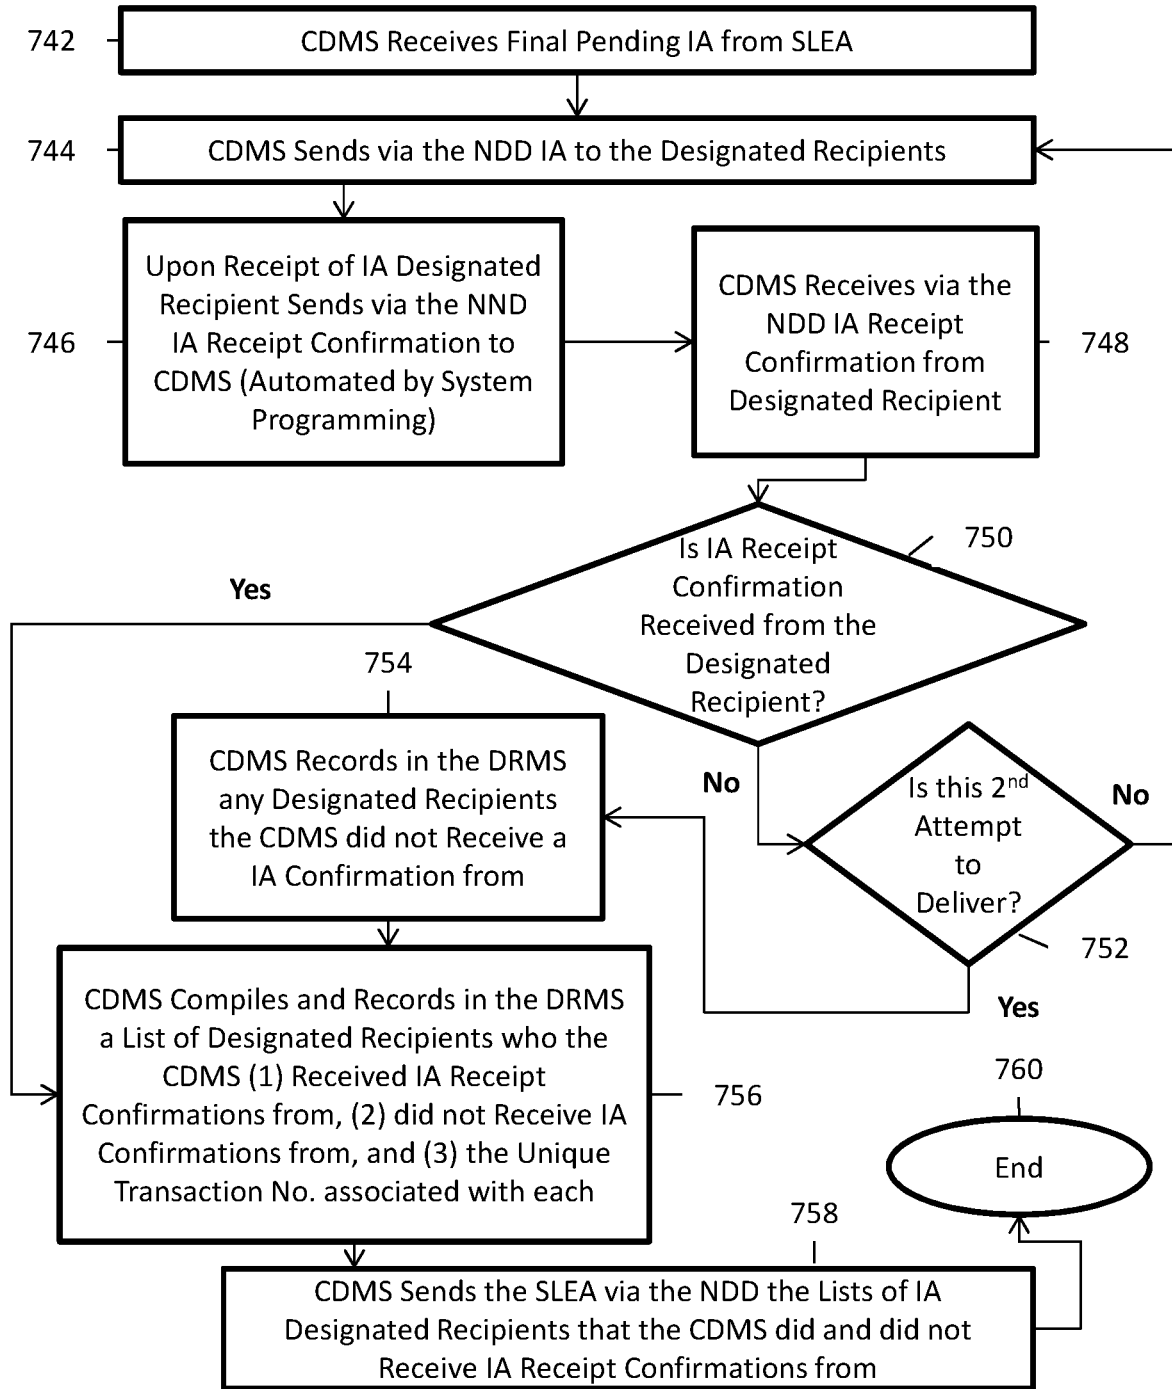 742
CDMS Receives Final Pending IA from SLEA
744
CDMS Sends via the NDD IA to the Designated Recipients
746
Upon Receipt of IA Designated
Recipient Sends via the NND
IA Receipt Confirmation to
CDMS (Automated by System
Programming)
CDMS Receives via the
NDD IA Receipt
Confirmation from
Designated Recipient
748
750
Is IA Receipt
Confirmation
Received from the
Designated
Recipient?
Yes
754
CDMS Records in the DRMS
any Designated Recipients
the CDMS did not Receive a
IA Confirmation from
No
Is this 2nd
Attempt
to
Deliver?
No
752
Yes
CDMS Compiles and Records in the DRMS
a List of Designated Recipients who the
CDMS (1) Received IA Receipt
Confirmations from, (2) did not Receive IA
Confirmations from, and (3) the Unique
Transaction No. associated with each
756
760
End
758
CDMS Sends the SLEA via the NDD the Lists of IA
Designated Recipients that the CDMS did and did not
Receive IA Receipt Confirmations from